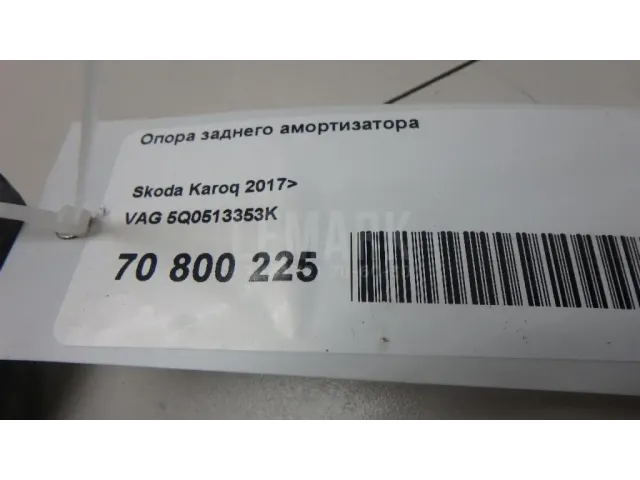 Опора заднего амортизатора
Skoda Karoq 2017>
VAG 5Q0513353K
70 800 225